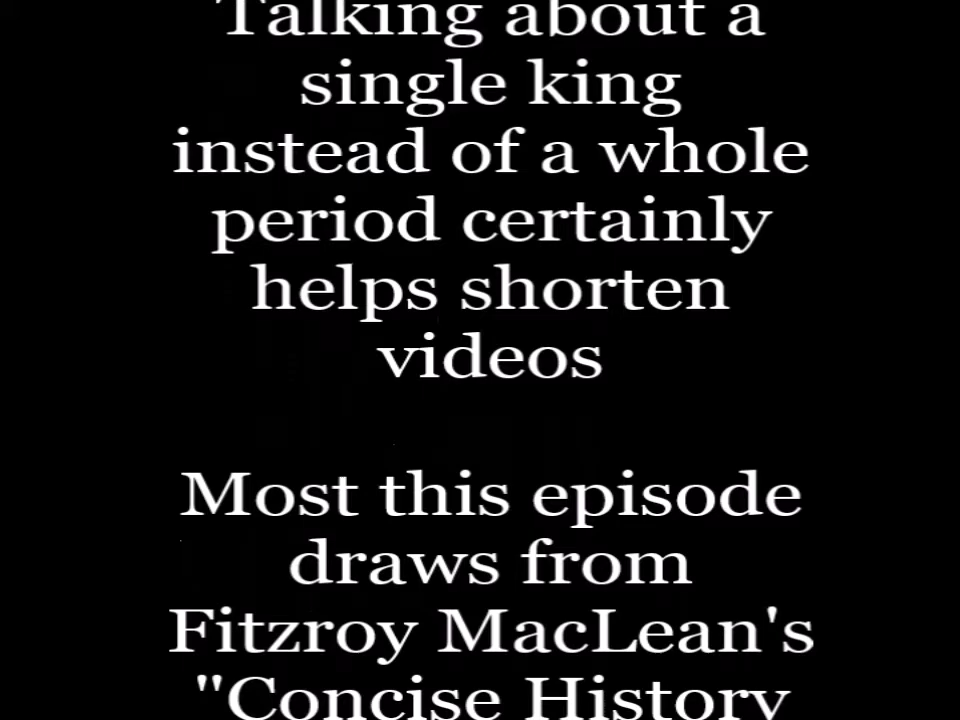 Talking about a
single king
instead of a whole
period certainly
helps shorten
videos
Most this episode
draws from
Fitzroy MacLean's
"Concise History